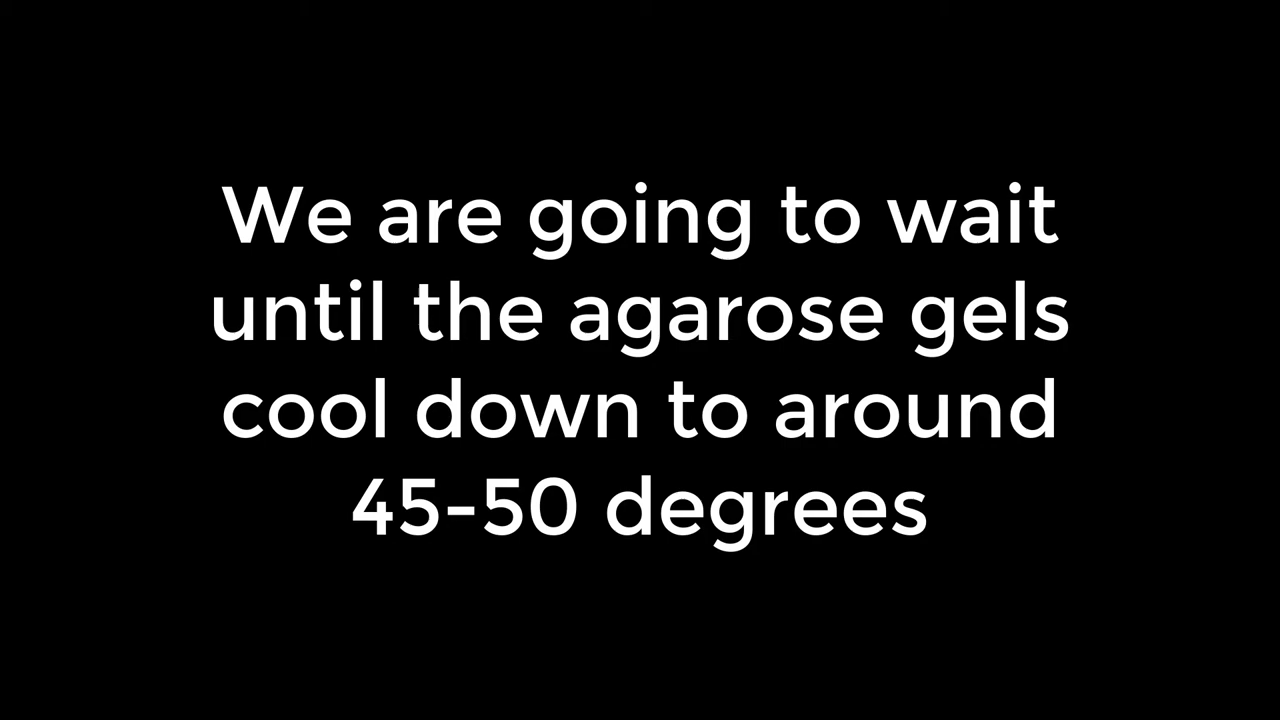 We are going to wait
until the agarose gels
cool down to around
45-50 degrees